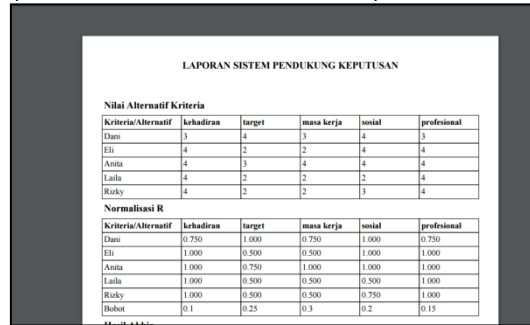 LAPORAN SISTEM PENDUKUNG KEPUTUSAN
Nilai Alternatif Kriteria
Kriteria/Alternatif kehadiran target masa kerja sosial profesional
Dani 3 4 3 4 3
Eli 4 2 2 4 4
Anita 4 3 4 4 4
Laila 4 2 2 2 4
Rizky 4 2 2 3 4
Normalisasi R
Kriteria/Alternatif kehadiran target masa kerja sosial profesional
Dani 0.750 1.000 0.750 1.000 0.750
Eli 1.000 0.500 0.500 1.000 1.000
Anita 1.000 0.750 1.000 1.000 1.000
Laila 1.000 0.500 0.500 0.500 1.000
Rizky 1.000 0.500 0.500 0.750 1.000
Bobot 0.1 0.25 0.3 0.2 0.15